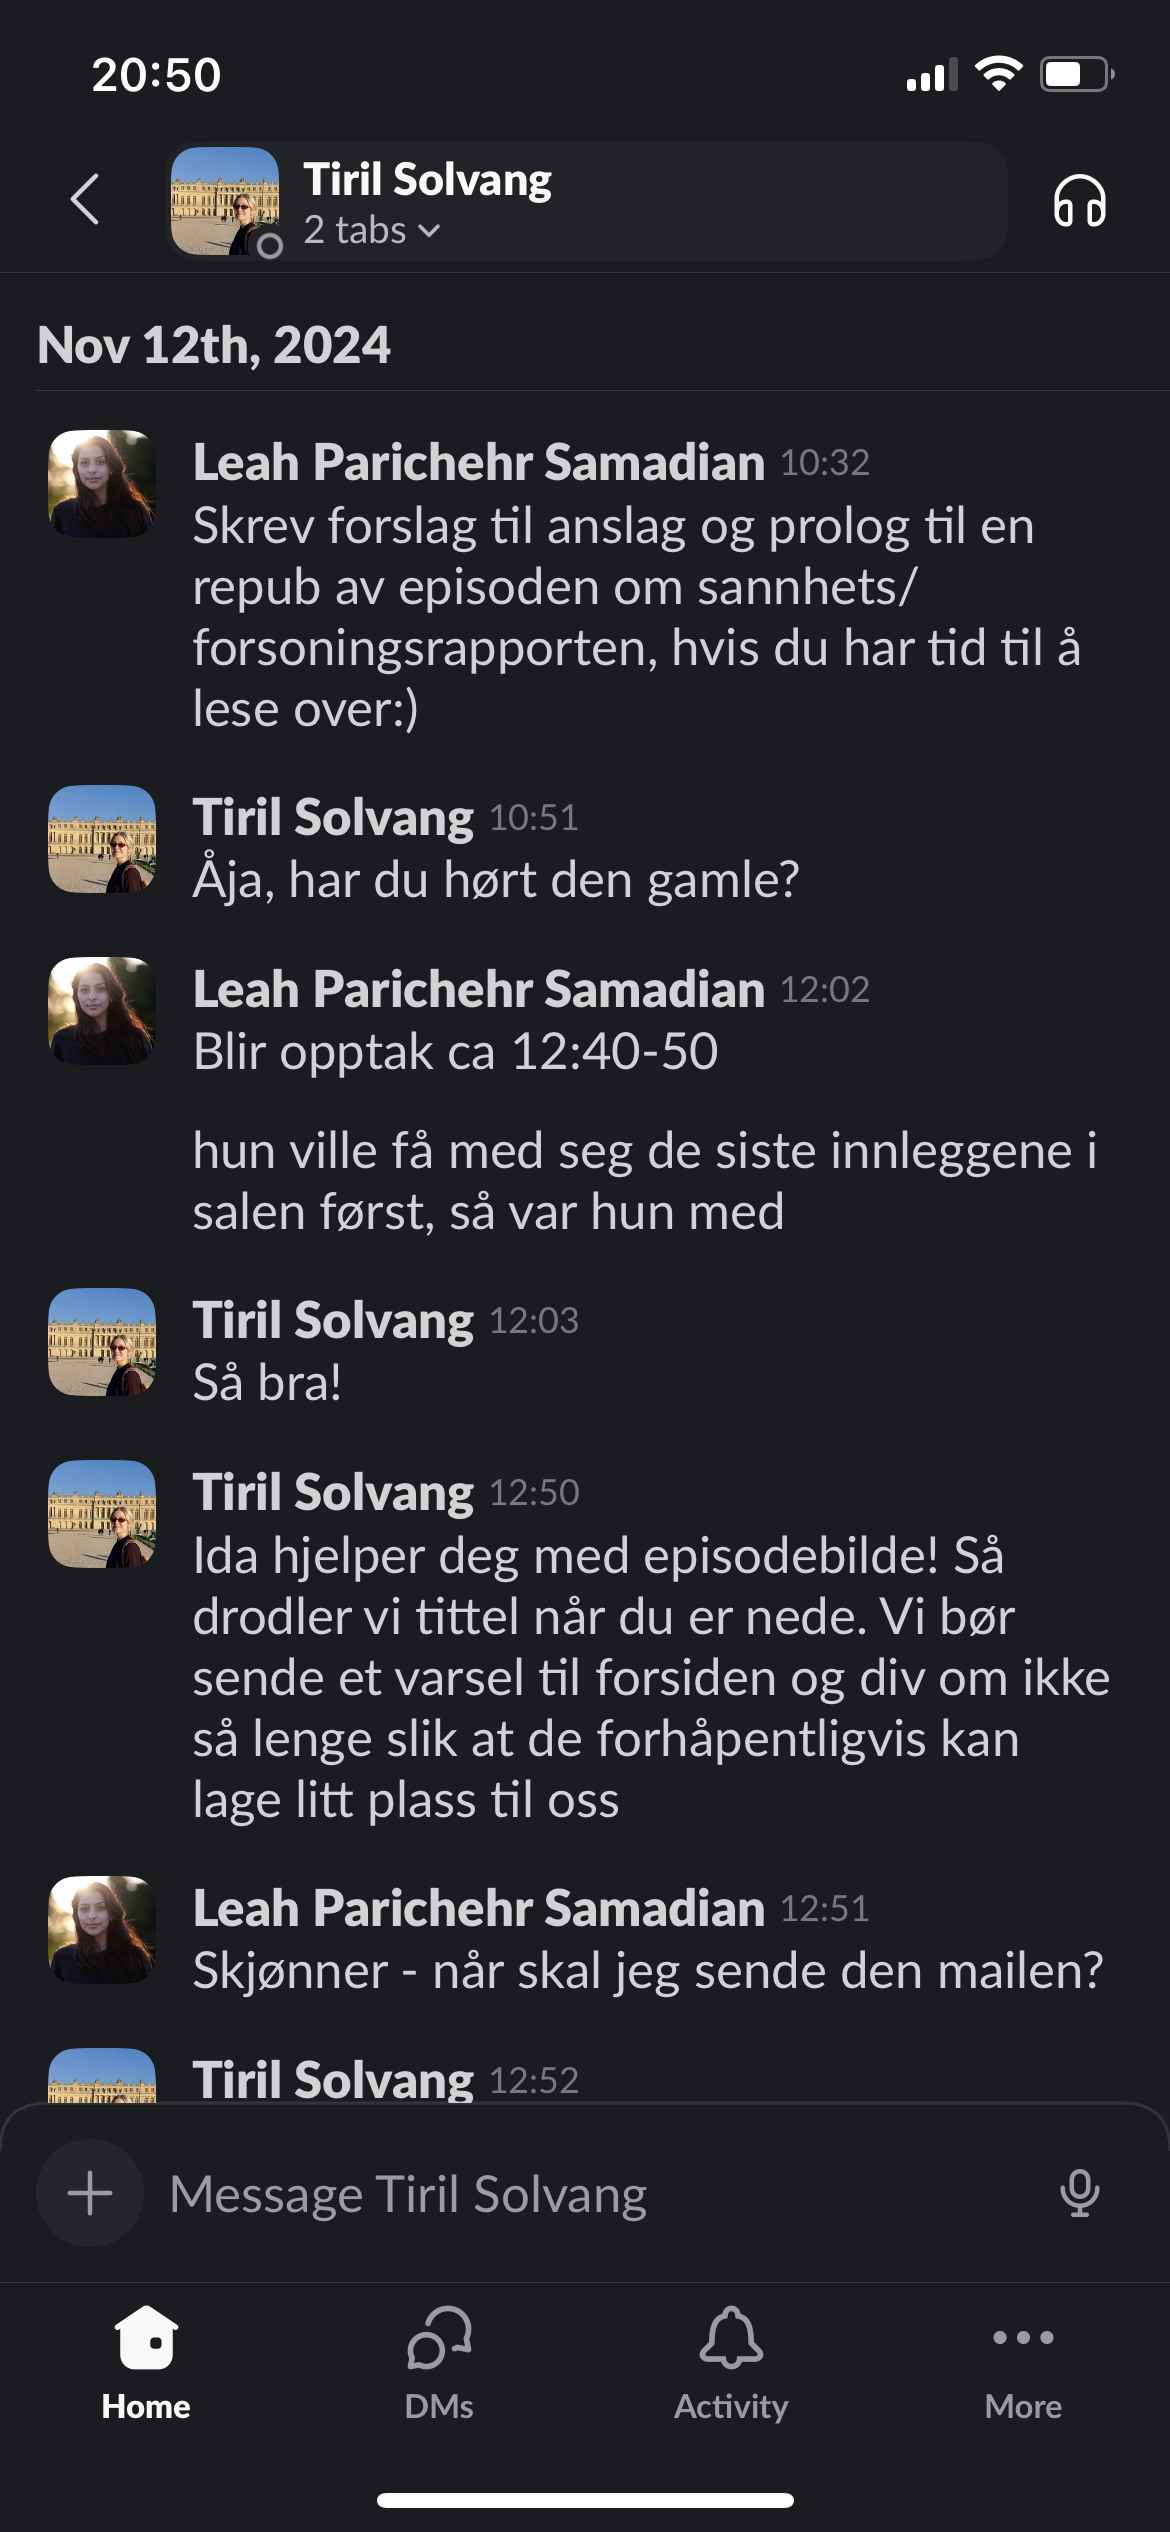 20:50
Tiril Solvang
2 tabs
Nov 12th, 2024
Leah Parichehr Samadian 10:32
Skrev forslag til anslag og prolog til en
repub av episoden om sannhets/
forsoningsrapporten, hvis du har tid til å
lese over:)
Tiril Solvang 10:51
Åja, har du hørt den gamle?
Leah Parichehr Samadian 12:02
Blir opptak ca 12:40-50
hun ville få med seg de siste innleggene i
salen først, så var hun med
Tiril Solvang 12:03
Så bra!
Tiril Solvang 12:50
Ida hjelper deg med episodebilde! Så
drodler vi tittel når du er nede. Vi bør
sende et varsel til forsiden og div om ikke
så lenge slik at de forhåpentligvis kan
lage litt plass til oss
Leah Parichehr Samadian 12:51
Skjønner - når skal jeg sende den mailen?
Tiril Solvang 12:52
Message Tiril Solvang
Home DMs Activity More